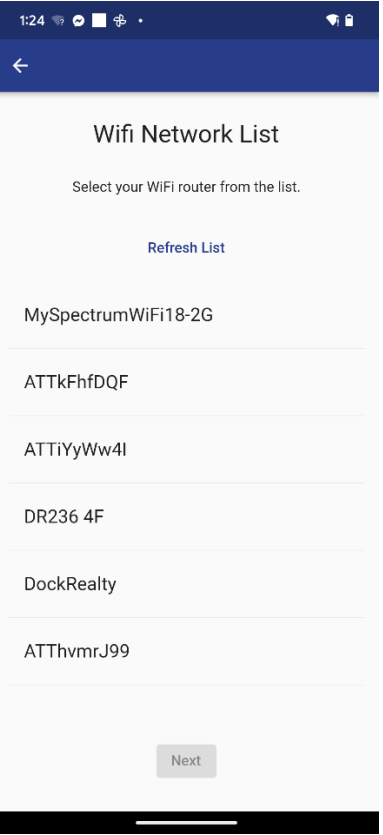 1:24
Wifi Network List
Select your WiFi router from the list.
Refresh List
MySpectrumWiFi18-2G
ATTkFhfDQF
ATTiYyWw4I
DR236 4F
DockRealty
ATThvmrJ99
Next